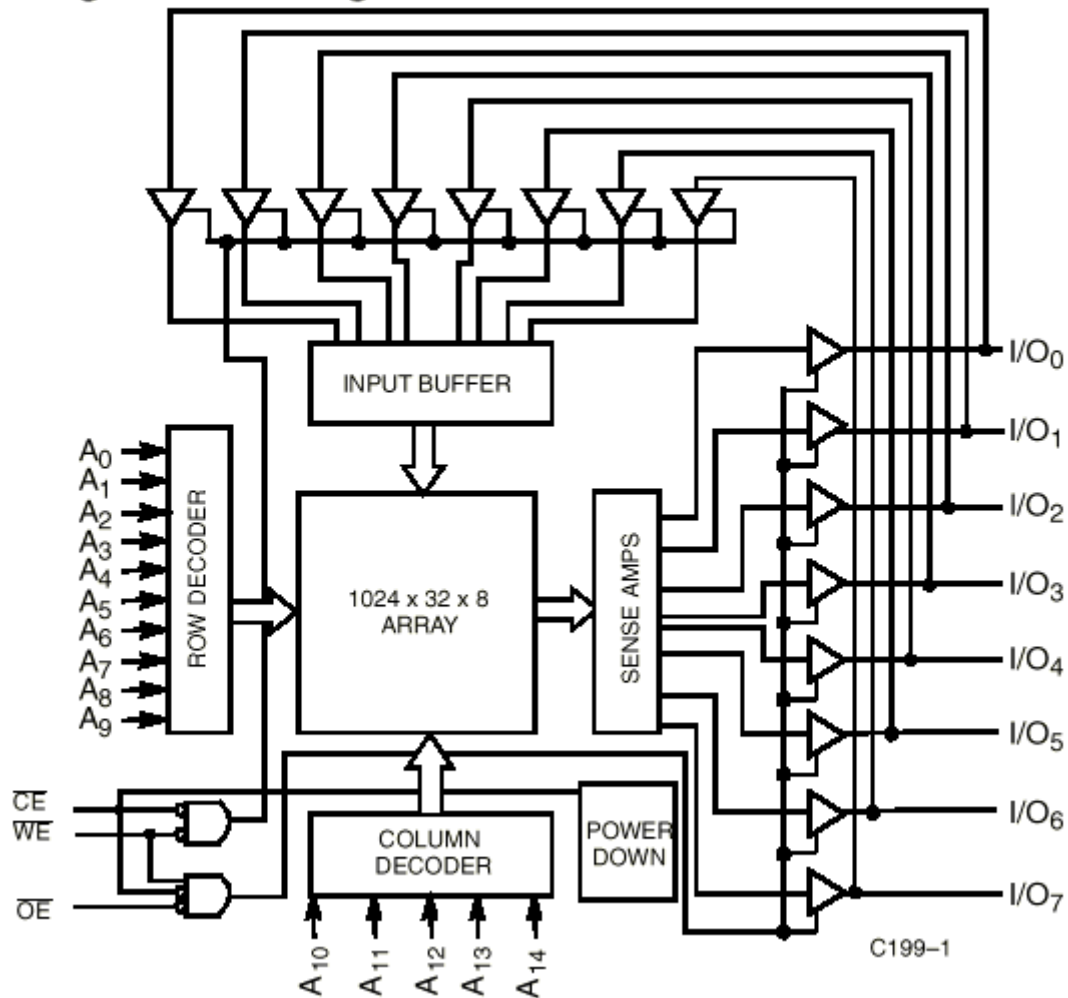 INPUT BUFFER
I/O0
I/O1
I/O2
I/O3
I/O4
I/O5
I/O6
I/O7
A0
A1
A2
A3
A4
A5
A6
A7
A8
A9
ROW DECODER
1024 x 32 x 8
ARRAY
SENSE AMPS
CE
WE
OE
COLUMN
DECODER
POWER
DOWN
A10
A11
A12
A13
A14
C199–1